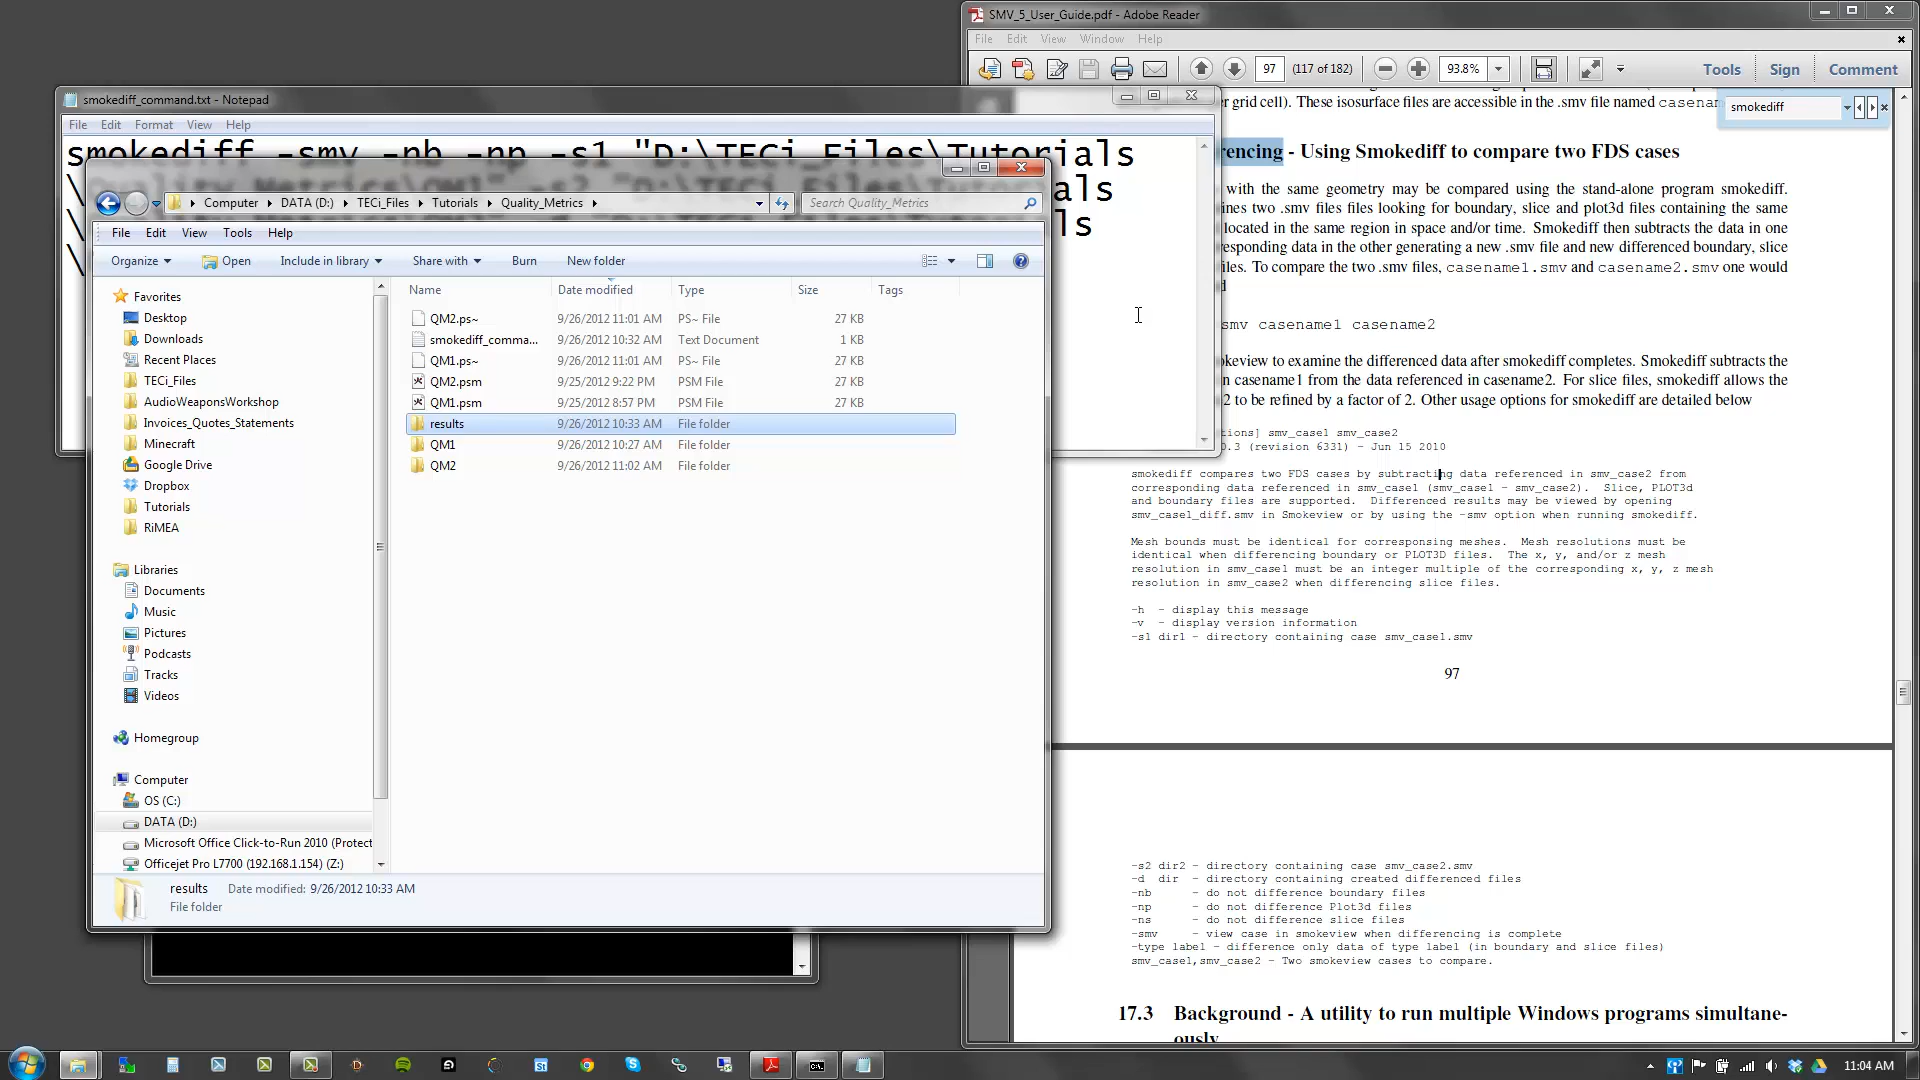 SMV_5_User_Guide.pdf - Adobe Reader
File Edit View Window Help
97 (117 of 182) 93.8% Tools Sign Comment
smokediff
er grid cell). These isosurface files are accessible in the .smv file named
rencing - Using Smokediff to compare two FDS cases
with the same geometry may be compared using the stand-alone program smokediff.
ines two .smv files files looking for boundary, slice and plot3d files containing the same
located in the same region in space and/or time. Smokediff then subtracts the data in one
responding data in the other generating a new .smv file and new differenced boundary, slice
iles. To compare the two .smv files, casename1.smv and casename2.smv one would
d
smv casename1 casename2
keview to examine the differenced data after smokediff completes. Smokediff subtracts the
n casename1 from the data referenced in casename2. For slice files, smokediff allows the
2 to be refined by a factor of 2. Other usage options for smokediff are detailed below
tions] smv_case1 smv_case2
0.3 (revision 6331) - Jun 15 2010
smokediff compares two FDS cases by subtracting data referenced in smv_case2 from
corresponding data referenced in smv_case1 (smv_case1 - smv_case2). Slice, PLOT3d
and boundary files are supported. Differenced results may be viewed by opening
smv_case1_diff.smv in Smokeview or by using the -smv option when running smokediff.
Mesh bounds must be identical for corresponsing meshes. Mesh resolutions must be
identical when differencing boundary or PLOT3D files. The x, y, and/or z mesh
resolution in smv_case1 must be an integer multiple of the corresponding x, y, z mesh
resolution in smv_case2 when differencing slice files.
-h - display this message
-v - display version information
-s1 dir1 - directory containing case smv_case1.smv
97
-s2 dir2 - directory containing case smv_case2.smv
-d dir - directory containing created differenced files
-nb - do not difference boundary files
-np - do not difference Plot3d files
-ns - do not difference slice files
-smv - view case in smokeview when differencing is complete
-type label - difference only data of type label (in boundary and slice files)
smv_case1,smv_case2 - Two smokeview cases to compare.
17.3 Background - A utility to run multiple Windows programs simultane-
ously
smokediff_command.txt - Notepad
File Edit Format View Help
smokediff -smv -nb -np -s1 "D:\TECi_Files\Tutorials
\Quality_Metrics\QM1" -s2 "D:\TECi_Files\Tutorials
Computer DATA (D:) TECi_Files Tutorials Quality_Metrics Search Quality_Metrics
File Edit View Tools Help
Organize Open Include in library Share with Burn New folder
Favorites
Desktop
Downloads
Recent Places
TECi_Files
AudioWeaponsWorkshop
Invoices_Quotes_Statements
Minecraft
Google Drive
Dropbox
Tutorials
RiMEA
Libraries
Documents
Music
Pictures
Podcasts
Tracks
Videos
Homegroup
Computer
OS (C:)
DATA (D:)
Microsoft Office Click-to-Run 2010 (Protect
Officejet Pro L7700 (192.168.1.154) (Z:)
Name Date modified Type Size Tags
QM2.ps~ 9/26/2012 11:01 AM PS~ File 27 KB
smokediff_comma... 9/26/2012 10:32 AM Text Document 1 KB
QM1.ps~ 9/26/2012 11:01 AM PS~ File 27 KB
QM2.psm 9/25/2012 9:22 PM PSM File 27 KB
QM1.psm 9/25/2012 8:57 PM PSM File 27 KB
results 9/26/2012 10:33 AM File folder
QM1 9/26/2012 10:27 AM File folder
QM2 9/26/2012 11:02 AM File folder
results Date modified: 9/26/2012 10:33 AM
File folder
11:04 AM